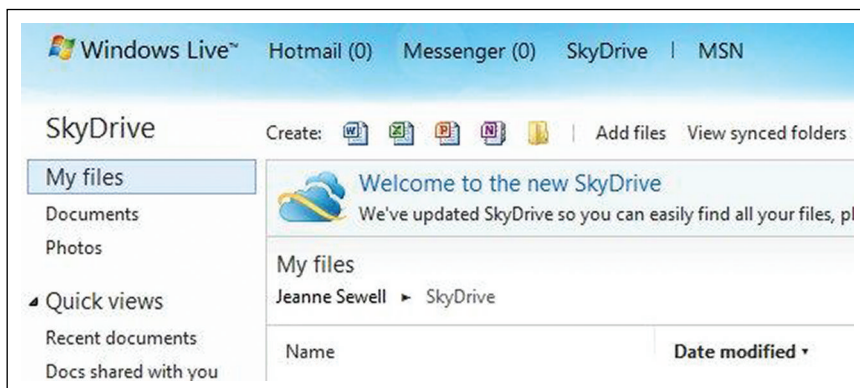 Windows Live™ Hotmail (0) Messenger (0) SkyDrive | MSN
SkyDrive
Create: Add files View synced folders
My files
Documents
Photos
Quick views
Recent documents
Docs shared with you
Welcome to the new SkyDrive
We've updated SkyDrive so you can easily find all your files,
My files
Jeanne Sewell ► SkyDrive
Name Date modified